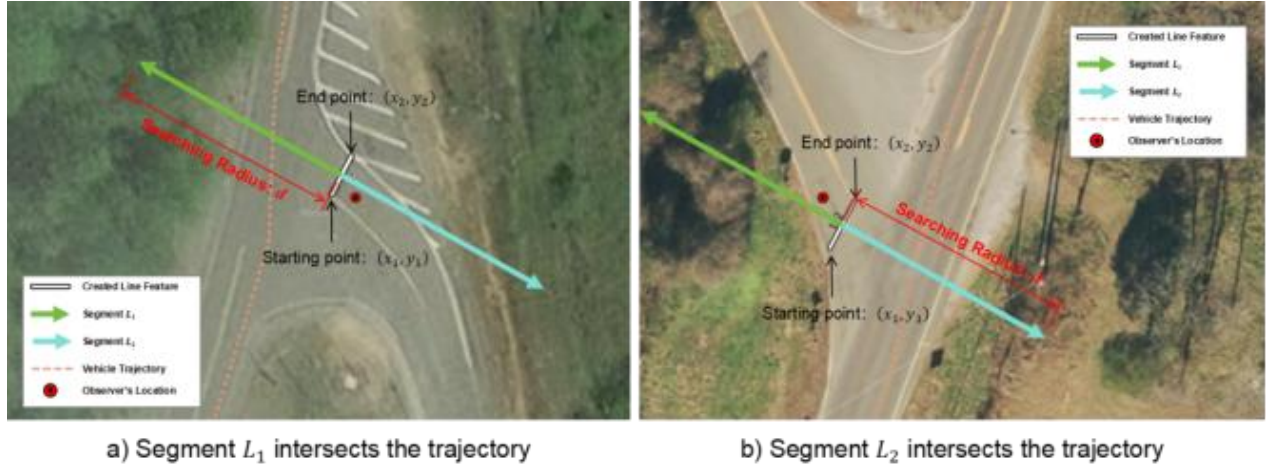 End point: (x₂, y₂)
Searching Radius: d
Starting point: (x₁, y₁)
Created Line Feature
Segment L₁
Segment L₂
Vehicle Trajectory
Observer's Location
a) Segment L₁ intersects the trajectory
Created Line Feature
Segment L₁
Segment L₂
Vehicle Trajectory
Observer's Location
End point: (x₂, y₂)
Searching Radius: d
Starting point: (x₁, y₁)
b) Segment L₂ intersects the trajectory